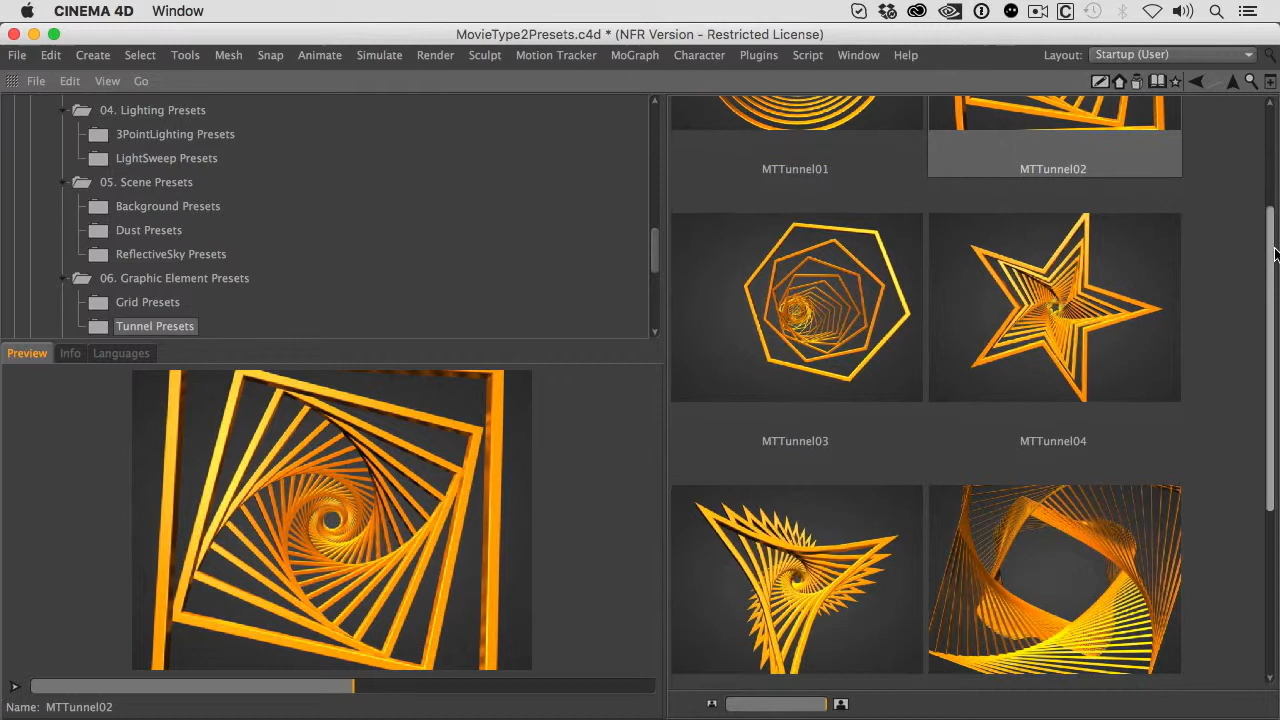 CINEMA 4D Window
MovieType2Presets.c4d * (NFR Version - Restricted License)
File Edit Create Select Tools Mesh Snap Animate Simulate Render Sculpt Motion Tracker MoGraph Character Plugins Script Window Help Layout: Startup (User)
File Edit View Go
04. Lighting Presets
3PointLighting Presets
LightSweep Presets
05. Scene Presets
Background Presets
Dust Presets
ReflectiveSky Presets
06. Graphic Element Presets
Grid Presets
Tunnel Presets
Preview Info Languages
Name: MTTunnel02
MTTunnel01 MTTunnel02
MTTunnel03 MTTunnel04